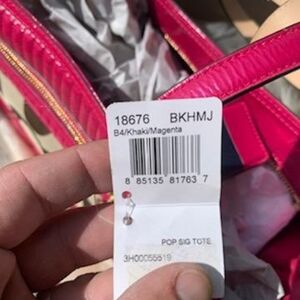 18676 BKHMJ
B4/Khaki/Magenta
8 85135 81763 7
POP SIG TOTE
3H00055519